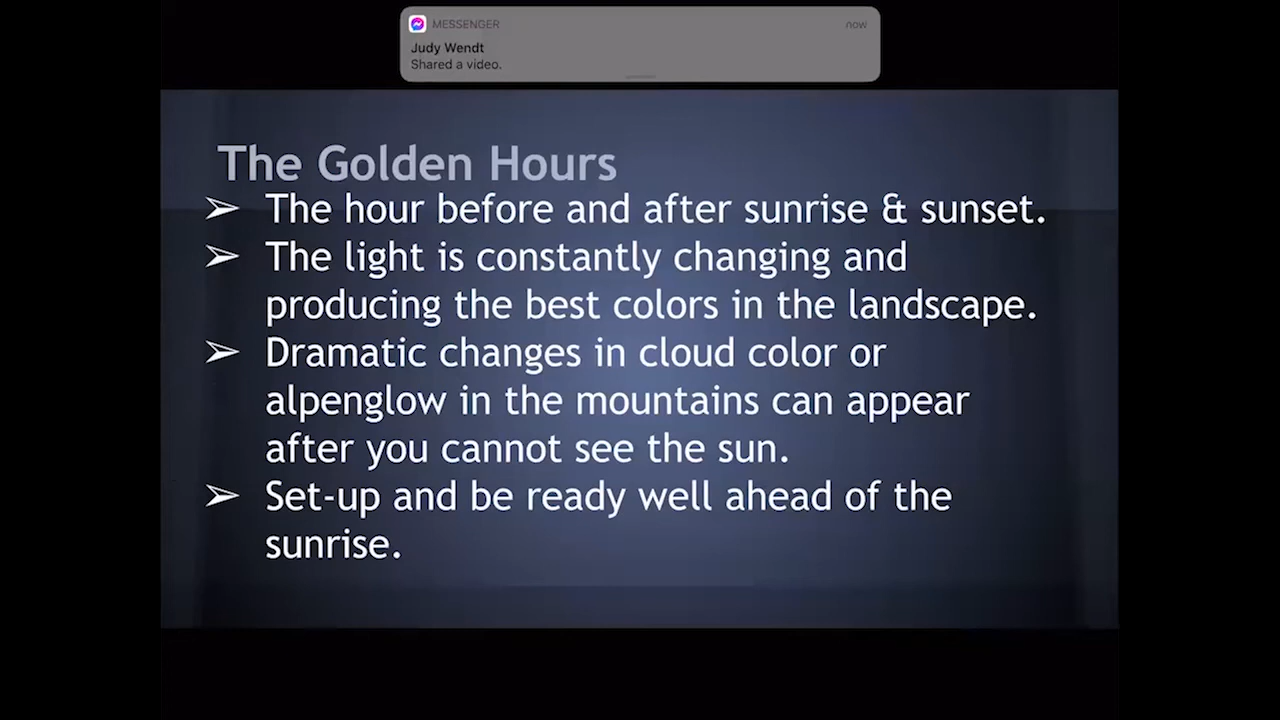 MESSENGER now
Judy Wendt
Shared a video.
The Golden Hours
➢ The hour before and after sunrise & sunset.
➢ The light is constantly changing and
producing the best colors in the landscape.
➢ Dramatic changes in cloud color or
alpenglow in the mountains can appear
after you cannot see the sun.
➢ Set-up and be ready well ahead of the
sunrise.